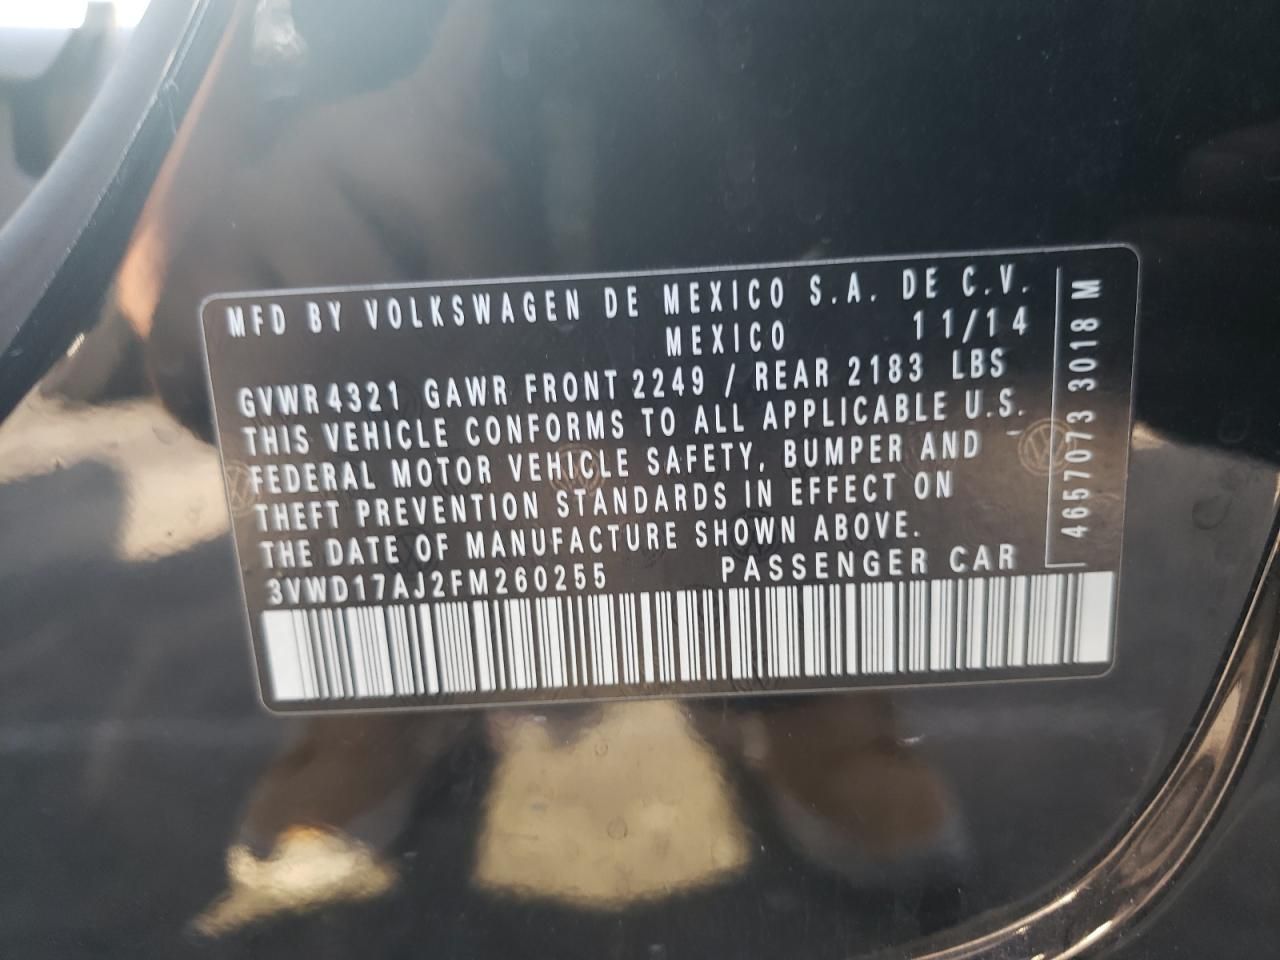 MFD BY VOLKSWAGEN DE MEXICO S.A. DE C.V.
MEXICO 11/14
GVWR 4321 GAWR FRONT 2249 / REAR 2183 LBS
THIS VEHICLE CONFORMS TO ALL APPLICABLE U.S.
FEDERAL MOTOR VEHICLE SAFETY, BUMPER AND
THEFT PREVENTION STANDARDS IN EFFECT ON
THE DATE OF MANUFACTURE SHOWN ABOVE.
3VWD17AJ2FM260255 PASSENGER CAR
4657073 3018 M